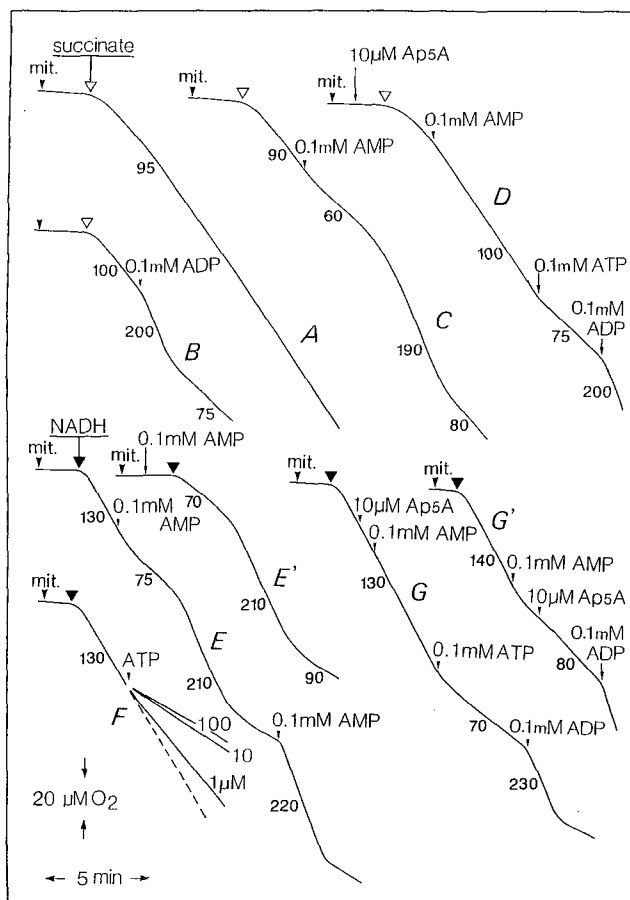 succinate
mit.
95
A
mit.
90
0.1mM AMP
60
C
190
80
10µM Ap5A
mit.
0.1mM AMP
D
100
0.1mM ATP
75
0.1mM
ADP
200
100
0.1mM ADP
200
B
75
NADH
mit.
130
0.1mM
AMP
75
E
210
0.1mM AMP
220
0.1mM AMP
mit.
70
E'
210
90
mit.
130
ATP
F
100
10
1µM
mit.
10µM Ap5A
0.1mM AMP
130
G
0.1mM ATP
70
0.1mM ADP
230
mit.
G'
140
0.1mM AMP
10µM Ap5A
80
0.1mM
ADP
20 µM O2
5 min